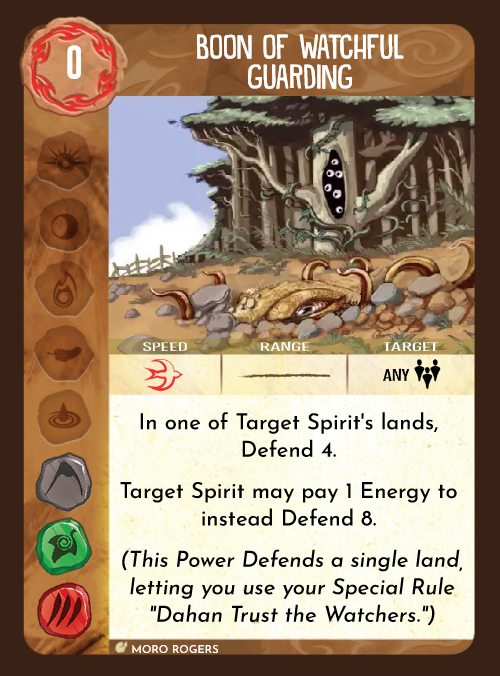 0
BOON OF WATCHFUL
GUARDING
SPEED RANGE TARGET
ANY
In one of Target Spirit's lands,
Defend 4.
Target Spirit may pay 1 Energy to
instead Defend 8.
(This Power Defends a single land,
letting you use your Special Rule
"Dahan Trust the Watchers.")
MORO ROGERS